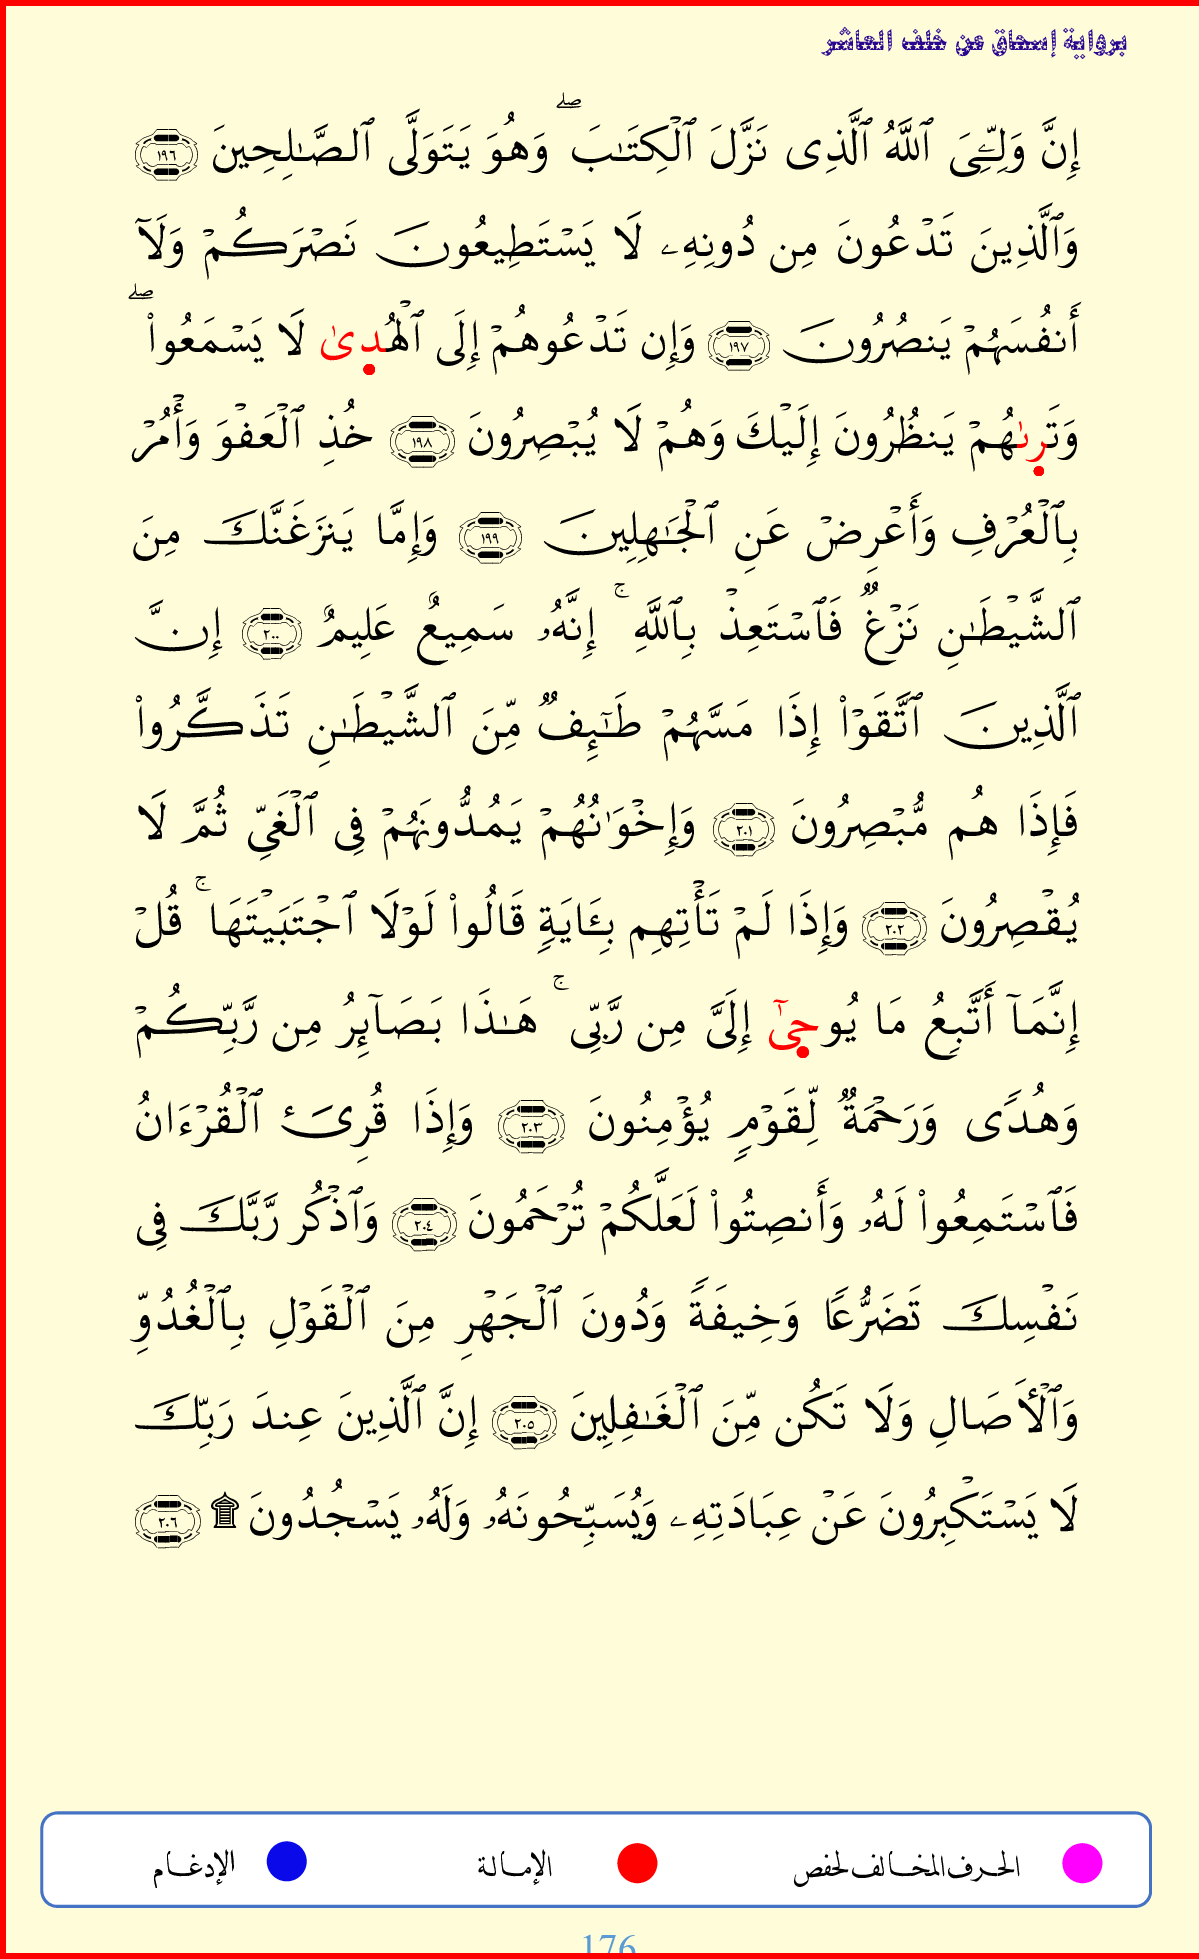 برواية إسحاق عن خلف العاشر
إِنَّ وَلِـِّۧيَ ٱللَّهُ ٱلَّذِى نَزَّلَ ٱلْكِتَـٰبَ ۖ وَهُوَ يَتَوَلَّى ٱلصَّـٰلِحِينَ ١٩٦
وَٱلَّذِينَ تَدْعُونَ مِن دُونِهِۦ لَا يَسْتَطِيعُونَ نَصْرَكُمْ وَلَآ
أَنفُسَهُمْ يَنصُرُونَ ١٩٧ وَإِن تَدْعُوهُمْ إِلَى ٱلْهُدِىٰ لَا يَسْمَعُوا۟ ۖ
وَتَرِىٰهُمْ يَنظُرُونَ إِلَيْكَ وَهُمْ لَا يُبْصِرُونَ ١٩٨ خُذِ ٱلْعَفْوَ وَأْمُرْ
بِٱلْعُرْفِ وَأَعْرِضْ عَنِ ٱلْجَـٰهِلِينَ ١٩٩ وَإِمَّا يَنزَغَنَّكَ مِنَ
ٱلشَّيْطَـٰنِ نَزْغٌ فَٱسْتَعِذْ بِٱللَّهِ ۚ إِنَّهُۥ سَمِيعٌ عَلِيمٌ ٢٠٠ إِنَّ
ٱلَّذِينَ ٱتَّقَوْا۟ إِذَا مَسَّهُمْ طَـٰٓئِفٌ مِّنَ ٱلشَّيْطَـٰنِ تَذَكَّرُوا۟
فَإِذَا هُم مُّبْصِرُونَ ٢٠١ وَإِخْوَٰنُهُمْ يَمُدُّونَهُمْ فِى ٱلْغَىِّ ثُمَّ لَا
يُقْصِرُونَ ٢٠٢ وَإِذَا لَمْ تَأْتِهِم بِـَٔايَةٍ قَالُوا۟ لَوْلَا ٱجْتَبَيْتَهَا ۚ قُلْ
إِنَّمَآ أَتَّبِعُ مَا يُوحِىٰٓ إِلَىَّ مِن رَّبِّى ۚ هَـٰذَا بَصَآئِرُ مِن رَّبِّكُمْ
وَهُدًى وَرَحْمَةٌ لِّقَوْمٍ يُؤْمِنُونَ ٢٠٣ وَإِذَا قُرِئَ ٱلْقُرْءَانُ
فَٱسْتَمِعُوا۟ لَهُۥ وَأَنصِتُوا۟ لَعَلَّكُمْ تُرْحَمُونَ ٢٠٤ وَٱذْكُر رَّبَّكَ فِى
نَفْسِكَ تَضَرُّعًا وَخِيفَةً وَدُونَ ٱلْجَهْرِ مِنَ ٱلْقَوْلِ بِٱلْغُدُوِّ
وَٱلْأَصَالِ وَلَا تَكُن مِّنَ ٱلْغَـٰفِلِينَ ٢٠٥ إِنَّ ٱلَّذِينَ عِندَ رَبِّكَ
لَا يَسْتَكْبِرُونَ عَنْ عِبَادَتِهِۦ وَيُسَبِّحُونَهُۥ وَلَهُۥ يَسْجُدُونَ ۩ ٢٠٦
الحرف المخالف لحفص
الإمالة
الإدغام
176